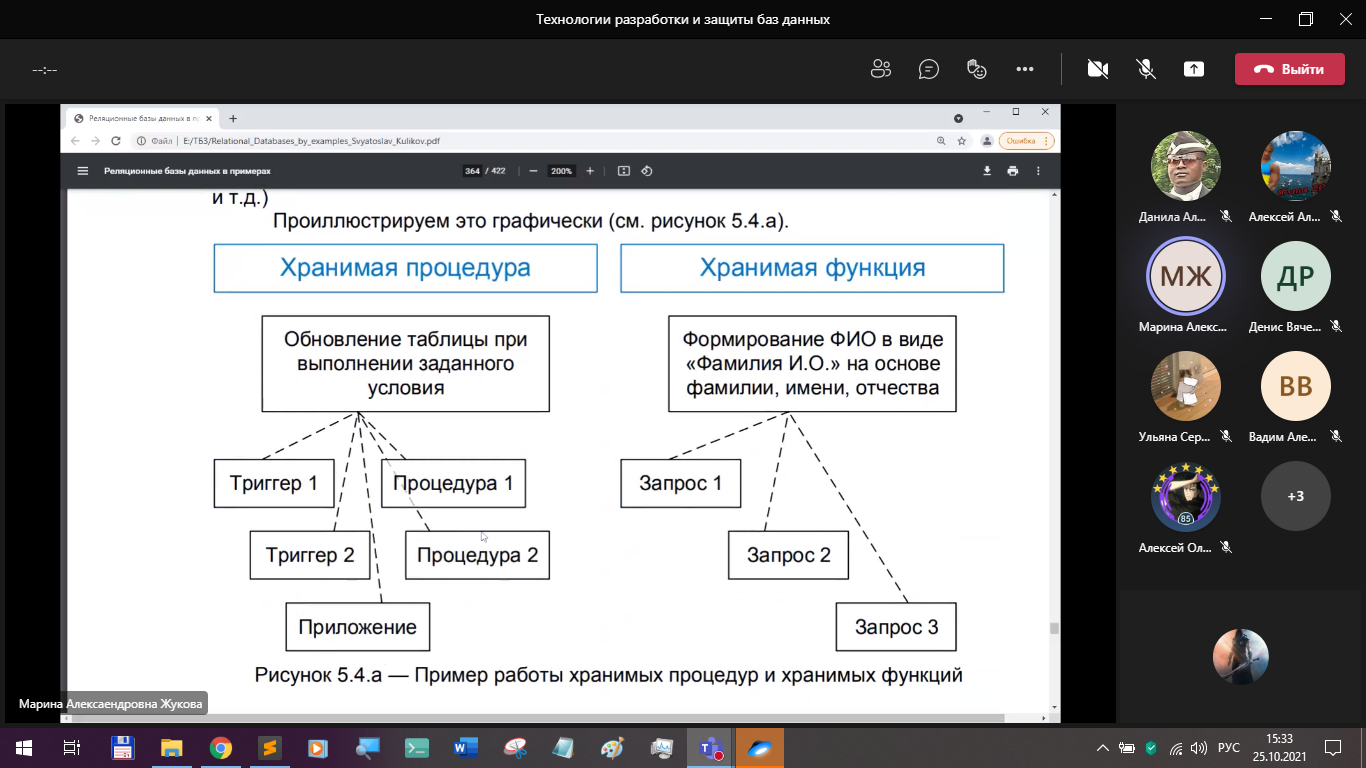 Технологии разработки и защиты баз данных
--:--
Выйти
Реляционные базы данных в пр
Файл | E:/ТБЗ/Relational_Databases_by_examples_Svyatoslav_Kulikov.pdf
Ошибка
Реляционные базы данных в примерах
364 / 422
200%
и т.д.)
Проиллюстрируем это графически (см. рисунок 5.4.a).
Хранимая процедура
Хранимая функция
Обновление таблицы при
выполнении заданного
условия
Формирование ФИО в виде
«Фамилия И.О.» на основе
фамилии, имени, отчества
Триггер 1
Процедура 1
Запрос 1
Триггер 2
Процедура 2
Запрос 2
Приложение
Запрос 3
Рисунок 5.4.a — Пример работы хранимых процедур и хранимых функций
Марина Алексаендровна Жукова
Данила Ал...
Алексей Ал...
МЖ
ДР
Марина Алекс...
Денис Вяче...
ВВ
Ульяна Сер...
Вадим Але...
85
+3
Алексей Ол...
РУС
15:33
25.10.2021